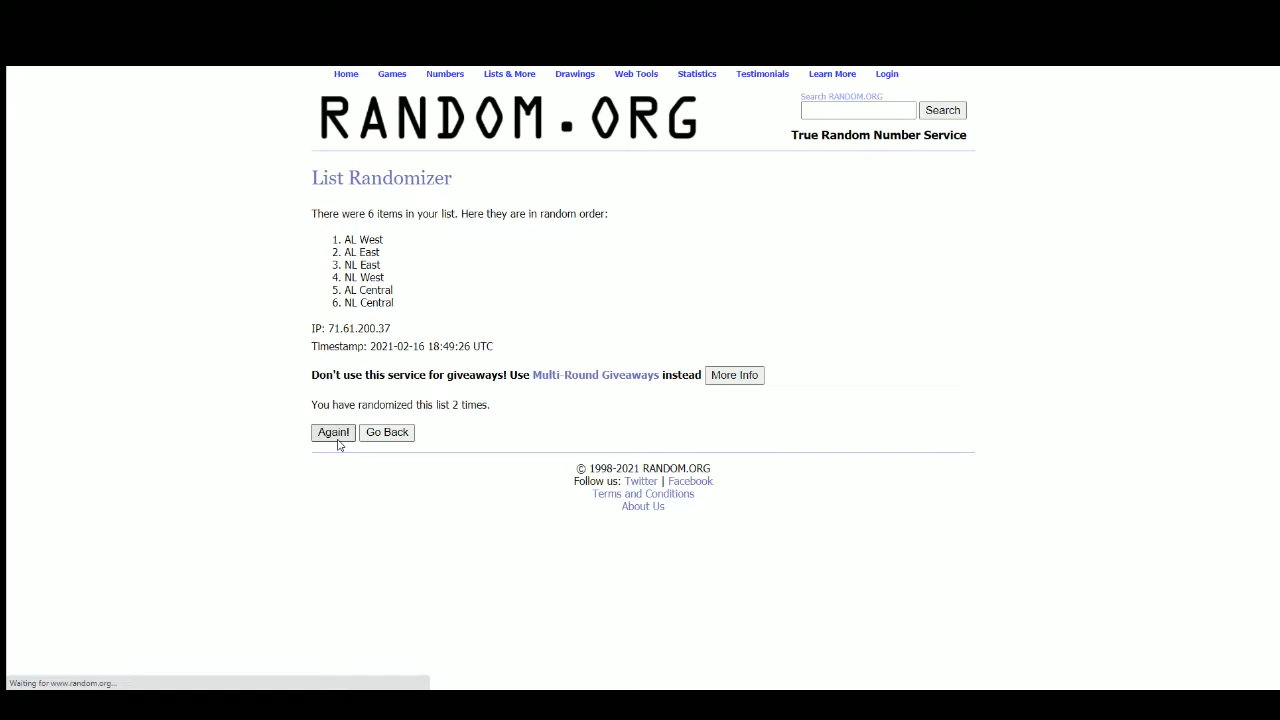 Home Games Numbers Lists & More Drawings Web Tools Statistics Testimonials Learn More Login
RANDOM.ORG
Search RANDOM.ORG
Search
True Random Number Service
List Randomizer
There were 6 items in your list. Here they are in random order:
1. AL West
2. AL East
3. NL East
4. NL West
5. AL Central
6. NL Central
IP: 71.61.200.37
Timestamp: 2021-02-16 18:49:26 UTC
Don't use this service for giveaways! Use Multi-Round Giveaways instead More Info
You have randomized this list 2 times.
Again! Go Back
© 1998-2021 RANDOM.ORG
Follow us: Twitter | Facebook
Terms and Conditions
About Us
Waiting for www.random.org...